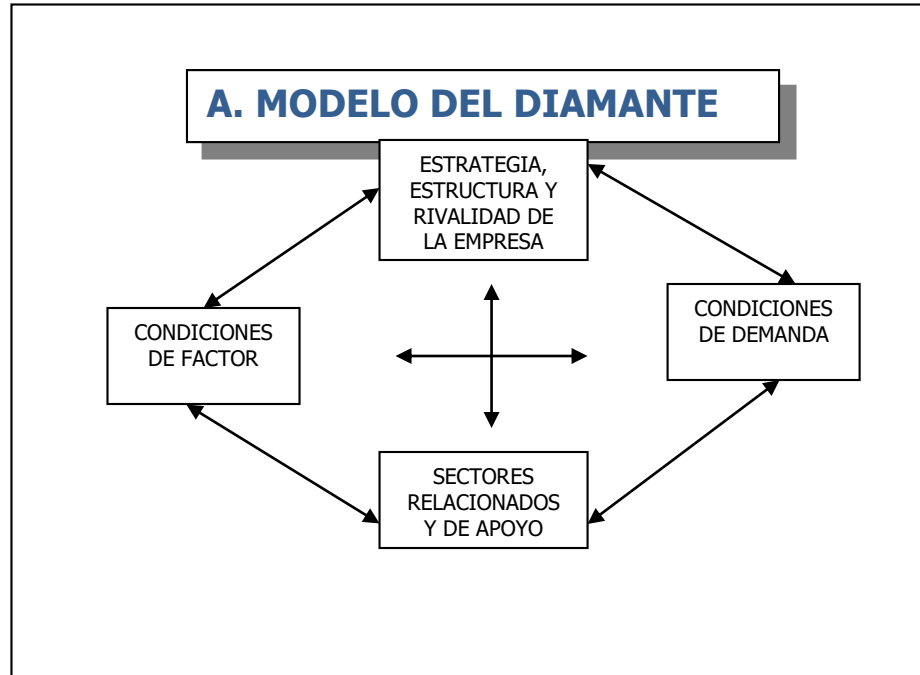 A. MODELO DEL DIAMANTE
ESTRATEGIA,
ESTRUCTURA Y
RIVALIDAD DE
LA EMPRESA
CONDICIONES
DE FACTOR
CONDICIONES
DE DEMANDA
SECTORES
RELACIONADOS
Y DE APOYO